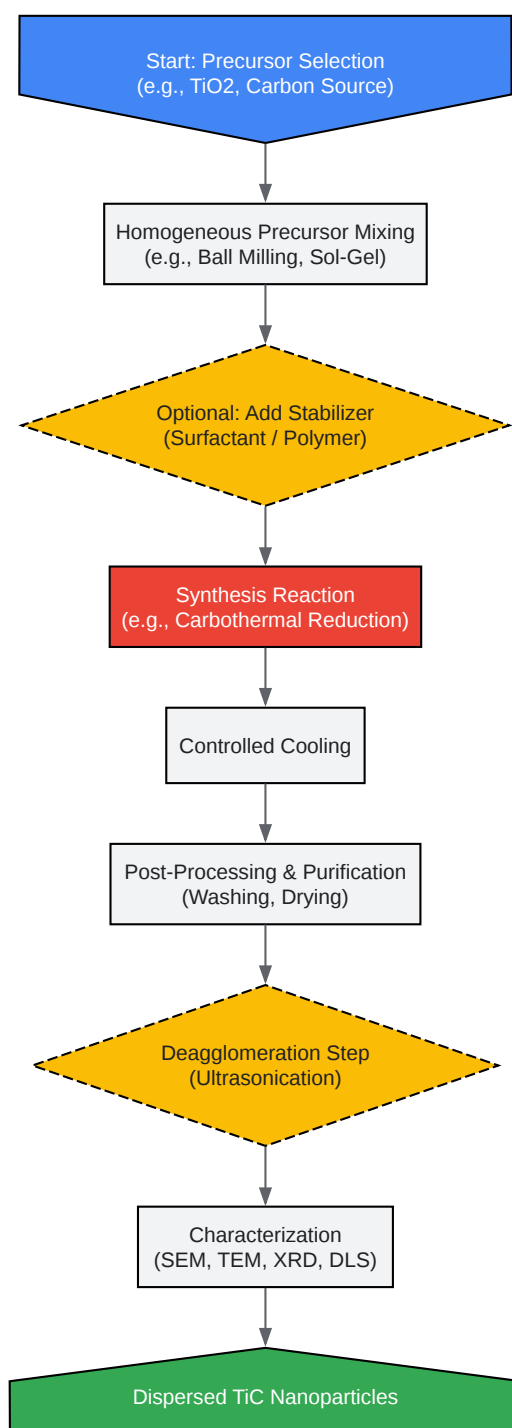 Start: Precursor Selection
(e.g., TiO2, Carbon Source)
Homogeneous Precursor Mixing
(e.g., Ball Milling, Sol-Gel)
Optional: Add Stabilizer
(Surfactant / Polymer)
Synthesis Reaction
(e.g., Carbothermal Reduction)
Controlled Cooling
Post-Processing & Purification
(Washing, Drying)
Deagglomeration Step
(Ultrasonication)
Characterization
(SEM, TEM, XRD, DLS)
Dispersed TiC Nanoparticles